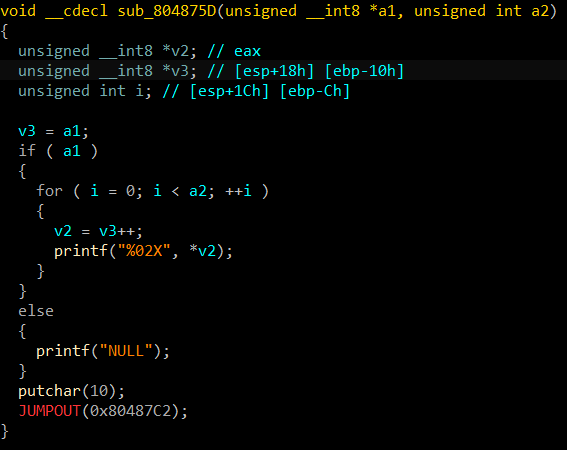 void __cdecl sub_804875D(unsigned __int8 *a1, unsigned int a2)
{
  unsigned __int8 *v2; // eax
  unsigned __int8 *v3; // [esp+18h] [ebp-10h]
  unsigned int i; // [esp+1Ch] [ebp-Ch]

  v3 = a1;
  if ( a1 )
  {
    for ( i = 0; i < a2; ++i )
    {
      v2 = v3++;
      printf("%02X", *v2);
    }
  }
  else
  {
    printf("NULL");
  }
  putchar(10);
  JUMPOUT(0x80487C2);
}